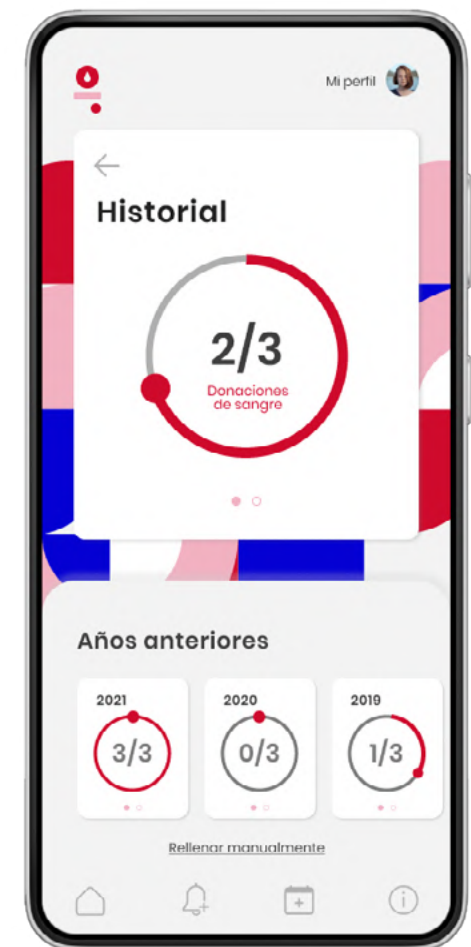 Mi perfil
Historial
2/3
Donaciones
de sangre
Años anteriores
2021
2020
2019
3/3
0/3
1/3
Rellenar manualmente